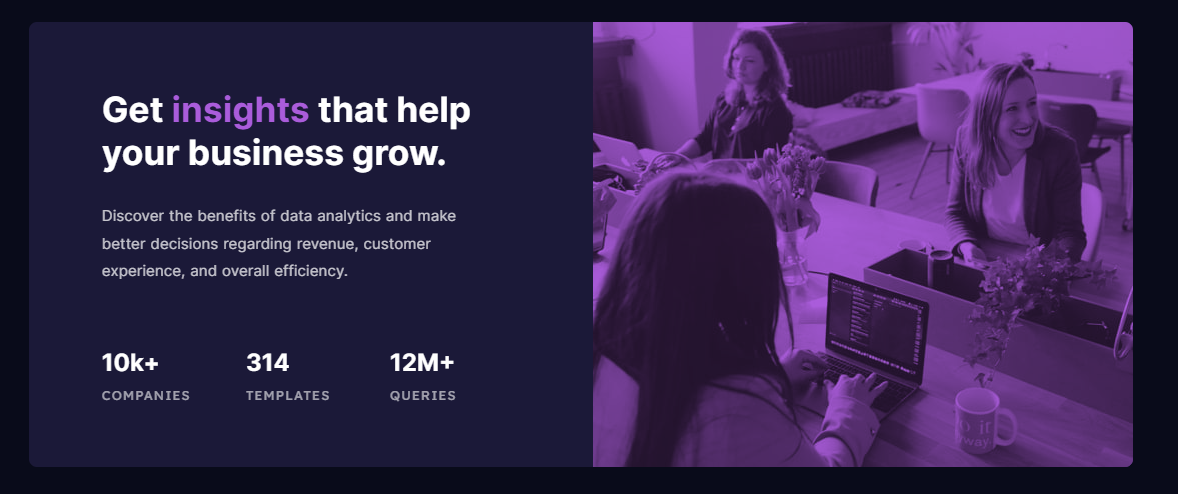 Get insights that help
your business grow.
Discover the benefits of data analytics and make
better decisions regarding revenue, customer
experience, and overall efficiency.
10k+ 314 12M+
COMPANIES TEMPLATES QUERIES